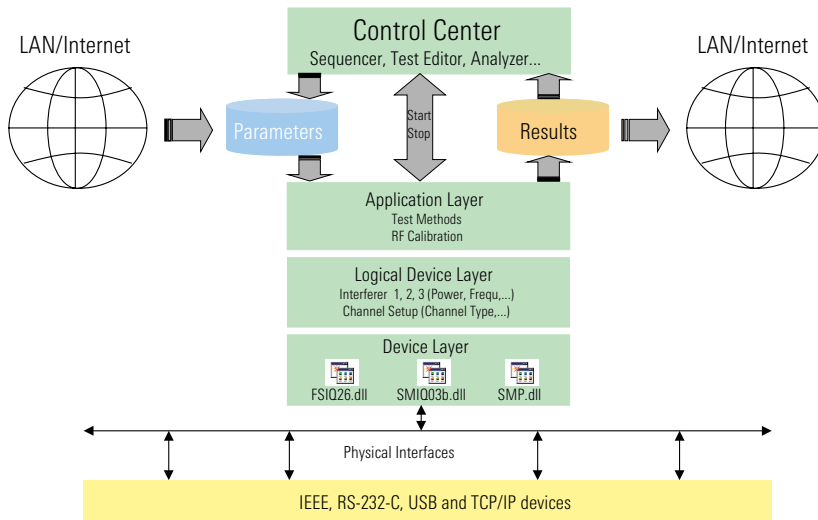 Control Center
Sequencer, Test Editor, Analyzer...
LAN/Internet
LAN/Internet
Parameters
Start
Stop
Results
Application Layer
Test Methods
RF Calibration
Logical Device Layer
Interferer 1, 2, 3 (Power, Frequ,...)
Channel Setup (Channel Type,...)
Device Layer
FSIQ26.dll
SMIQ03b.dll
SMP.dll
Physical Interfaces
IEEE, RS-232-C, USB and TCP/IP devices